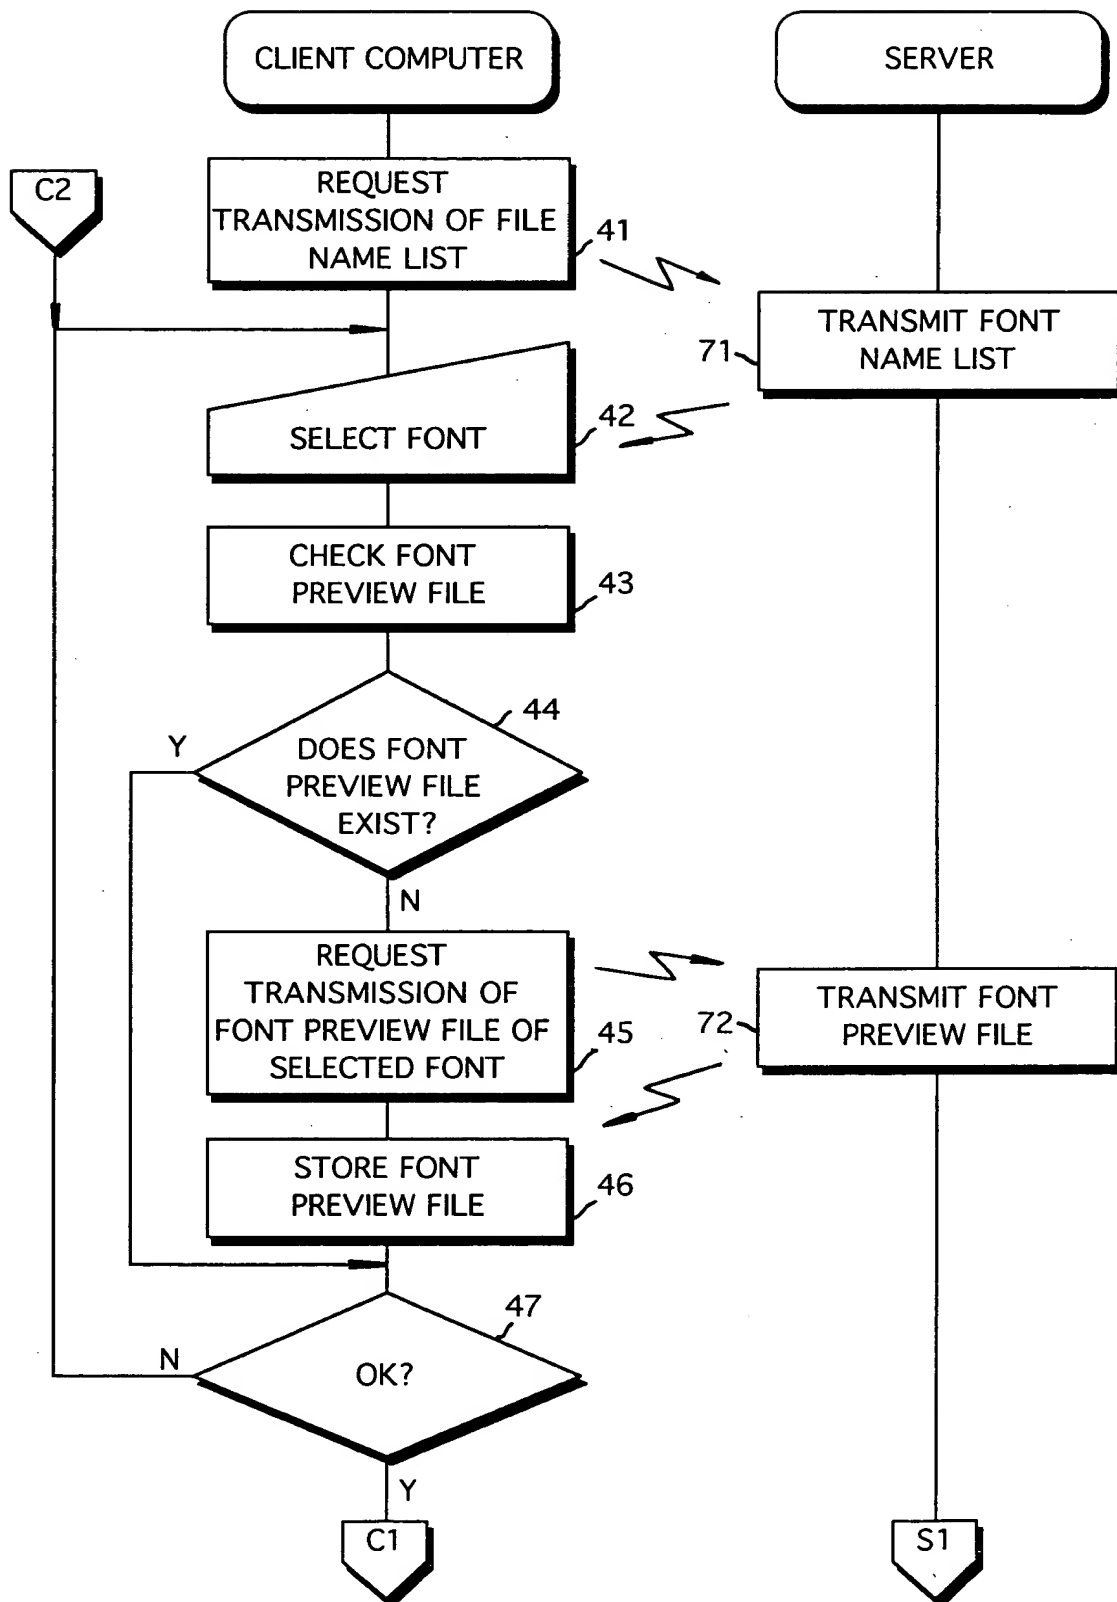 CLIENT COMPUTER
SERVER
C2
REQUEST
TRANSMISSION OF FILE
NAME LIST
41
TRANSMIT FONT
NAME LIST
71
SELECT FONT
42
CHECK FONT
PREVIEW FILE
43
44
Y
DOES FONT
PREVIEW FILE
EXIST?
N
REQUEST
TRANSMISSION OF
FONT PREVIEW FILE OF
SELECTED FONT
45
TRANSMIT FONT
PREVIEW FILE
72
STORE FONT
PREVIEW FILE
46
47
N
OK?
Y
C1
S1